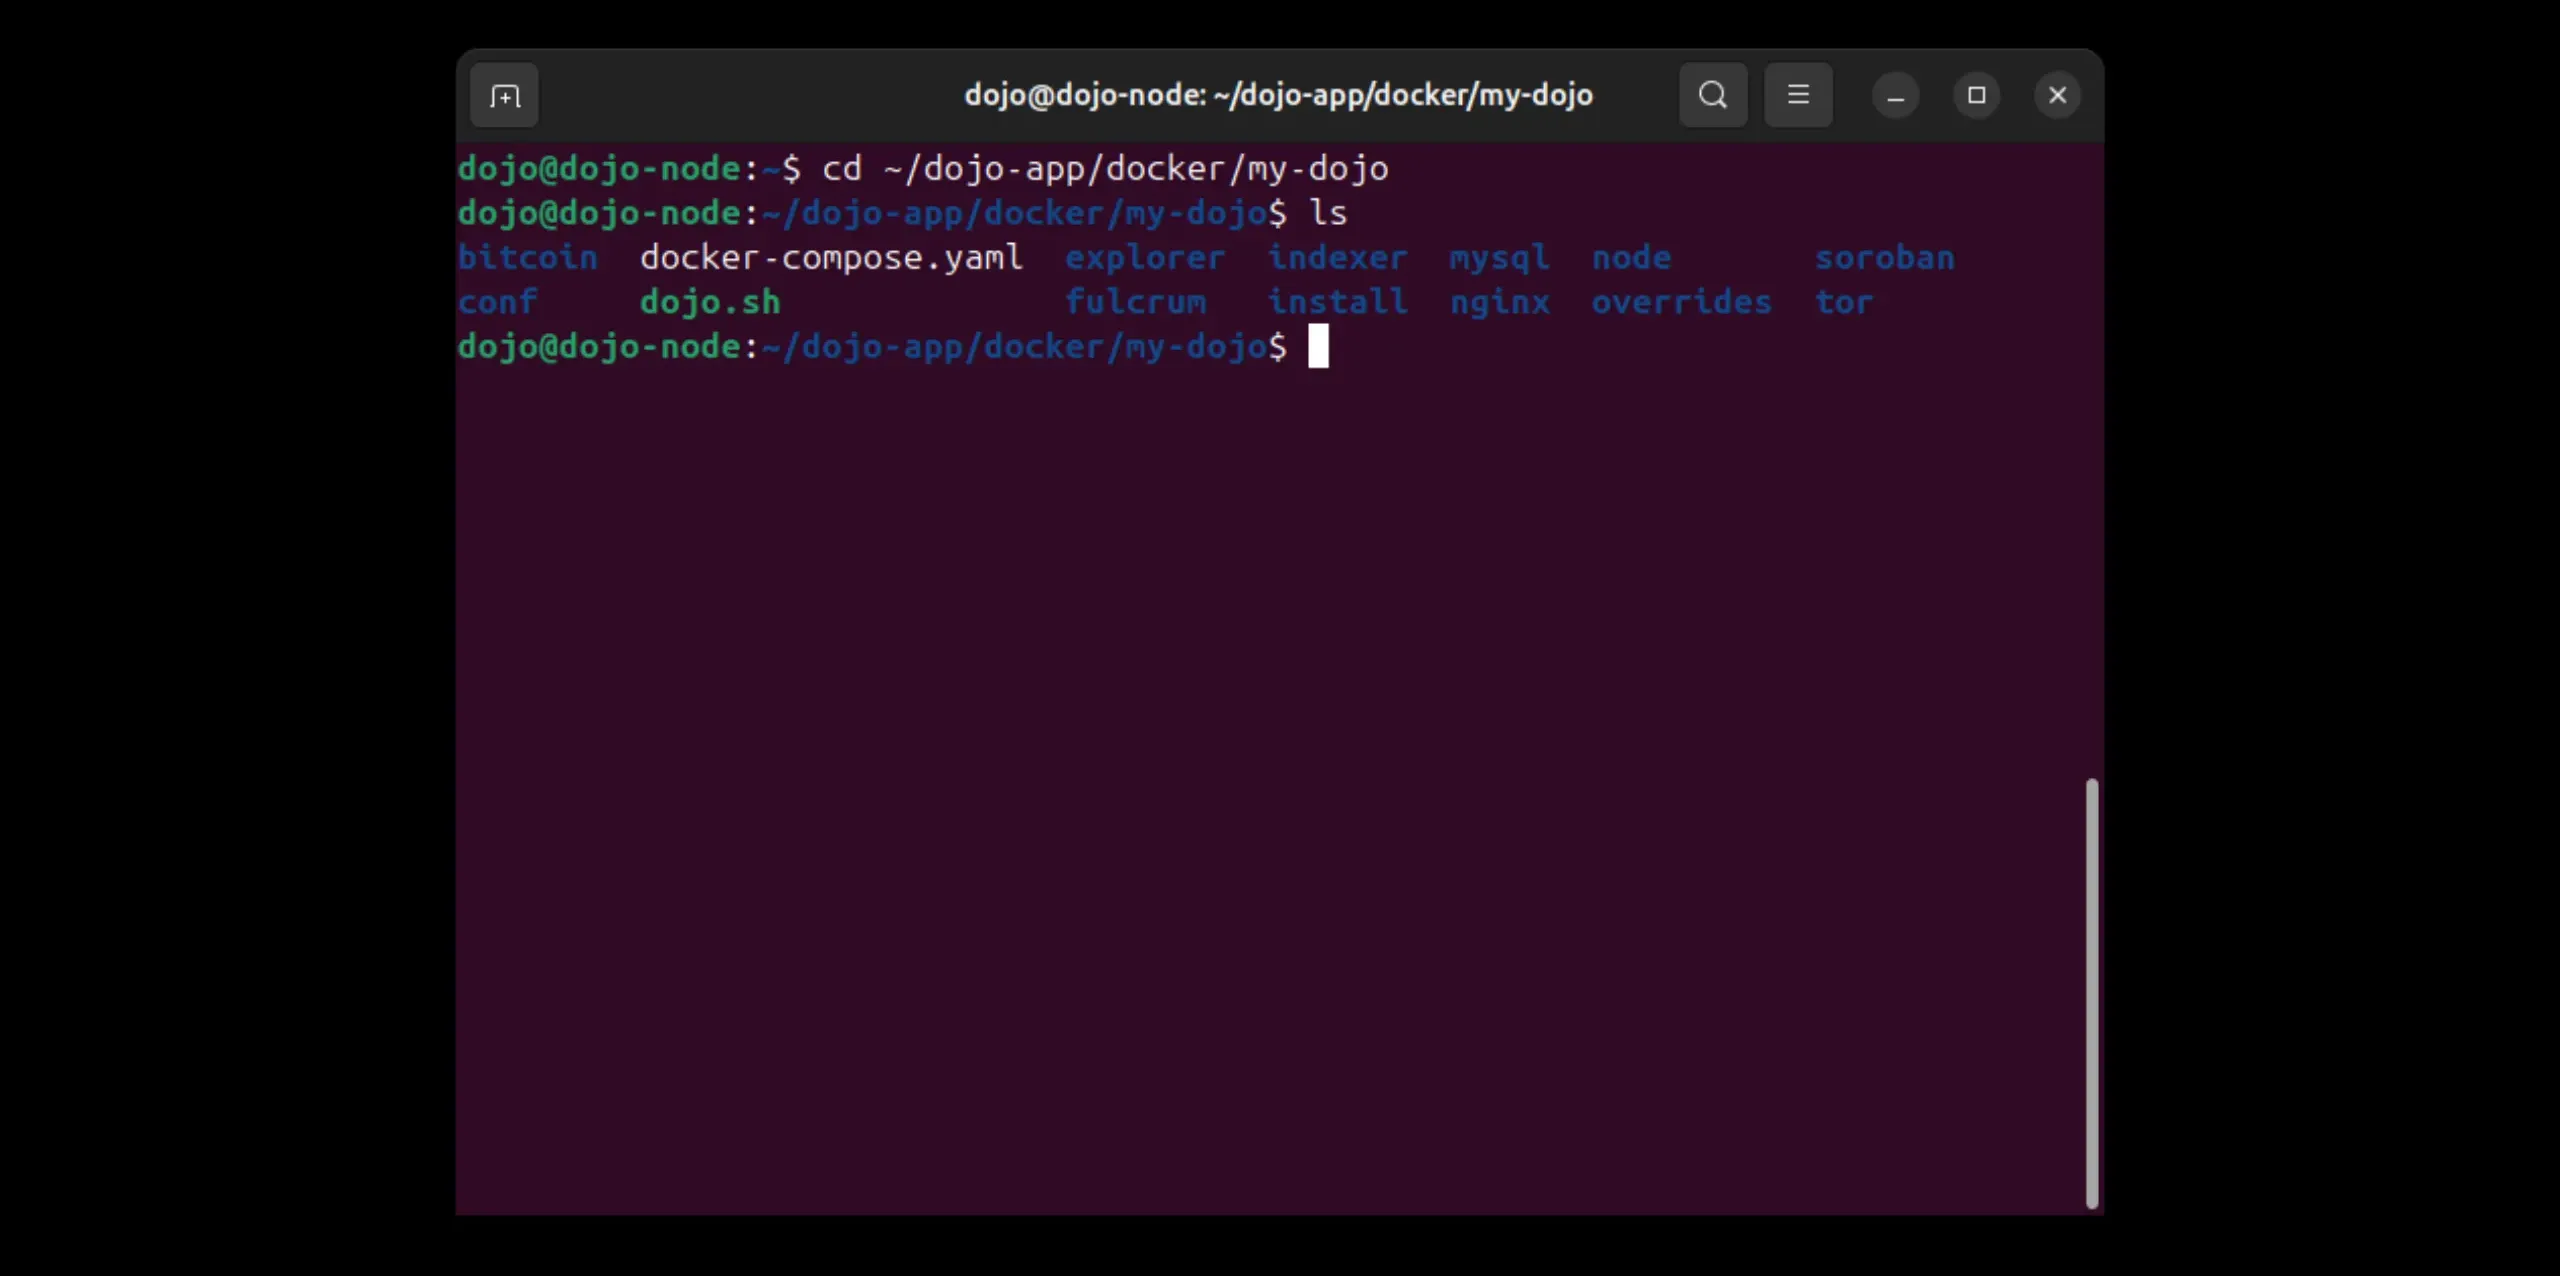 dojo@dojo-node: ~/dojo-app/docker/my-dojo
dojo@dojo-node:~$ cd ~/dojo-app/docker/my-dojo
dojo@dojo-node:~/dojo-app/docker/my-dojo$ ls
bitcoin  docker-compose.yaml  explorer  indexer  mysql  node       soroban
conf     dojo.sh              fulcrum   install  nginx  overrides  tor
dojo@dojo-node:~/dojo-app/docker/my-dojo$